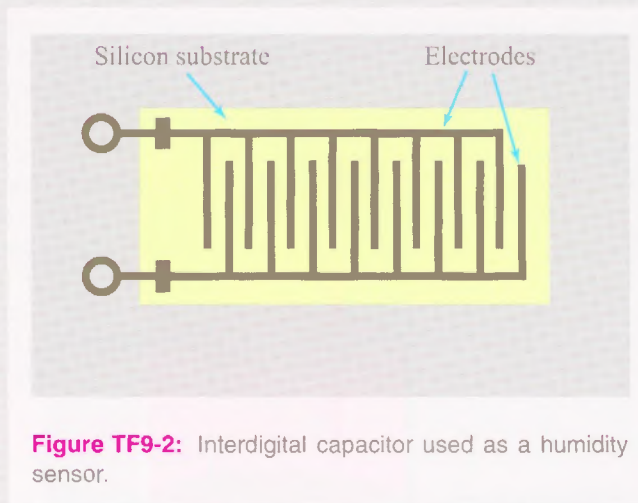 Silicon substrate Electrodes
Figure TF9-2: Interdigital capacitor used as a humidity
sensor.